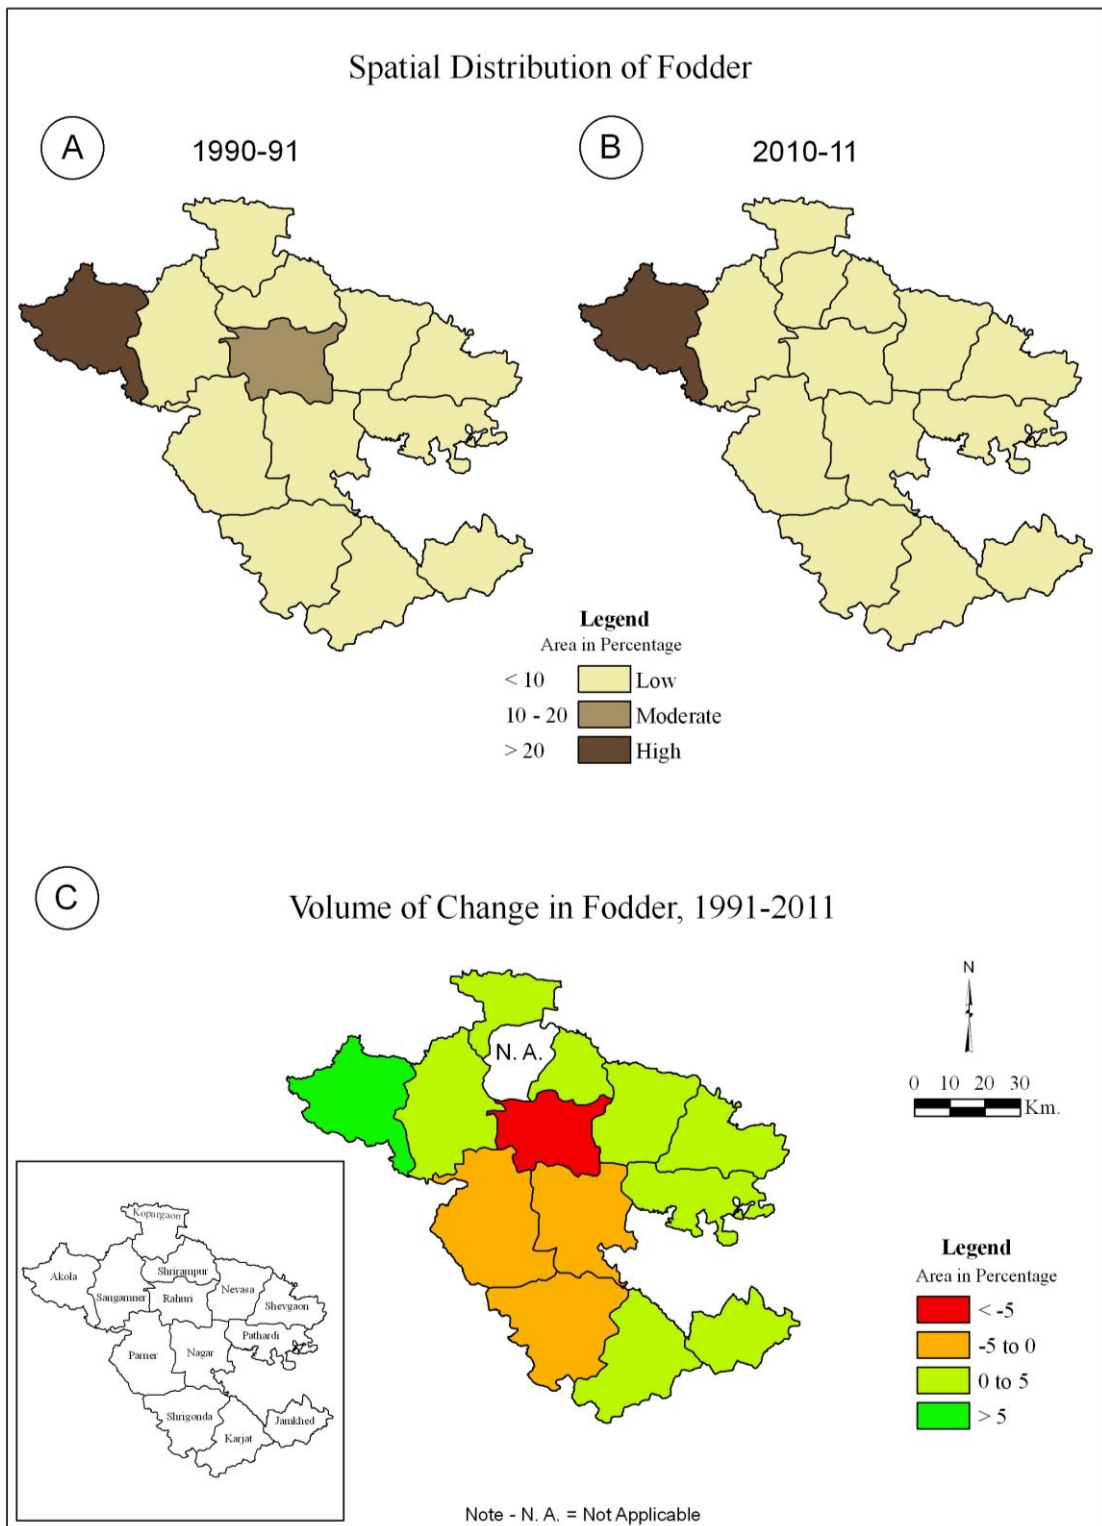 Spatial Distribution of Fodder
A
1990-91
B
2010-11
Legend
Area in Percentage
< 10 Low
10 - 20 Moderate
> 20 High
C
Volume of Change in Fodder, 1991-2011
N
N. A.
0 10 20 30
Km.
Kopargaon
Akola
Shrirampur
Sangamner
Rahuri
Nevasa
Shevgaon
Pathardi
Parner
Nagar
Shrigonda
Jamkhed
Karjat
Legend
Area in Percentage
< -5
-5 to 0
0 to 5
> 5
Note - N. A. = Not Applicable